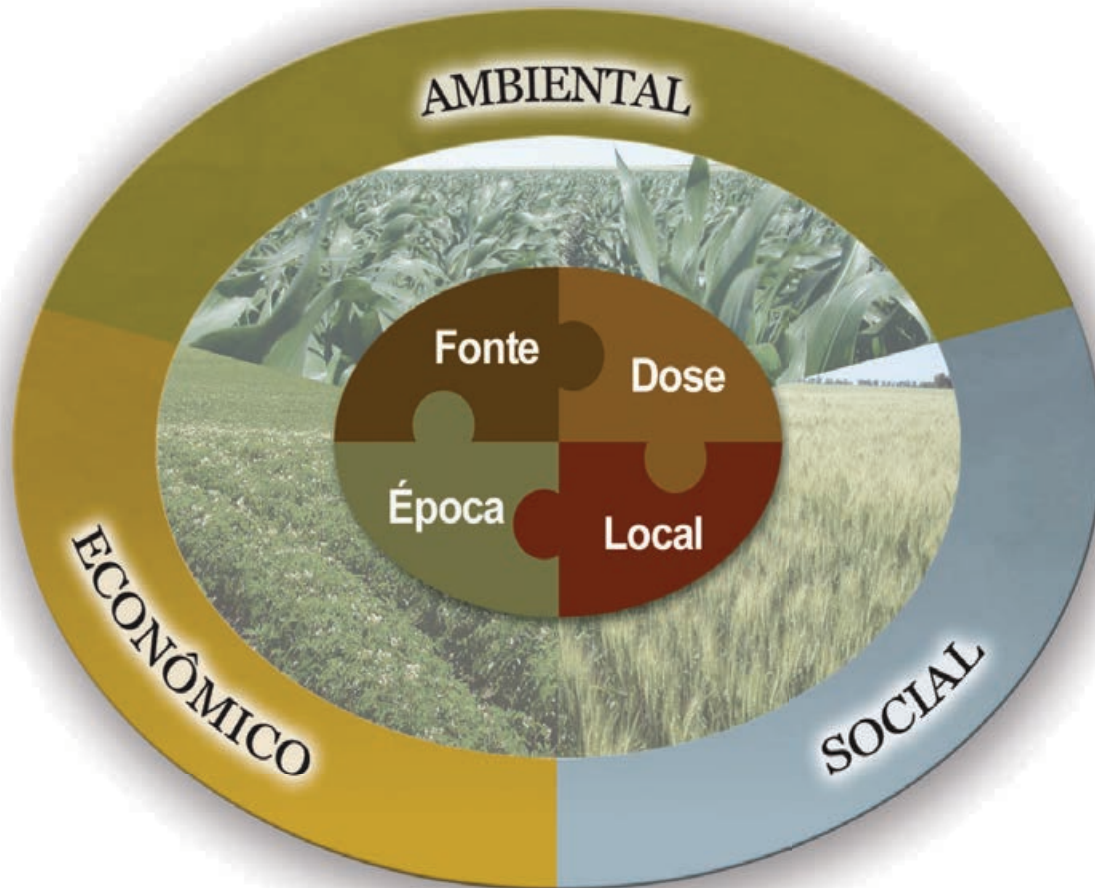 AMBIENTAL
Fonte
Dose
Época
Local
ECONÔMICO
SOCIAL